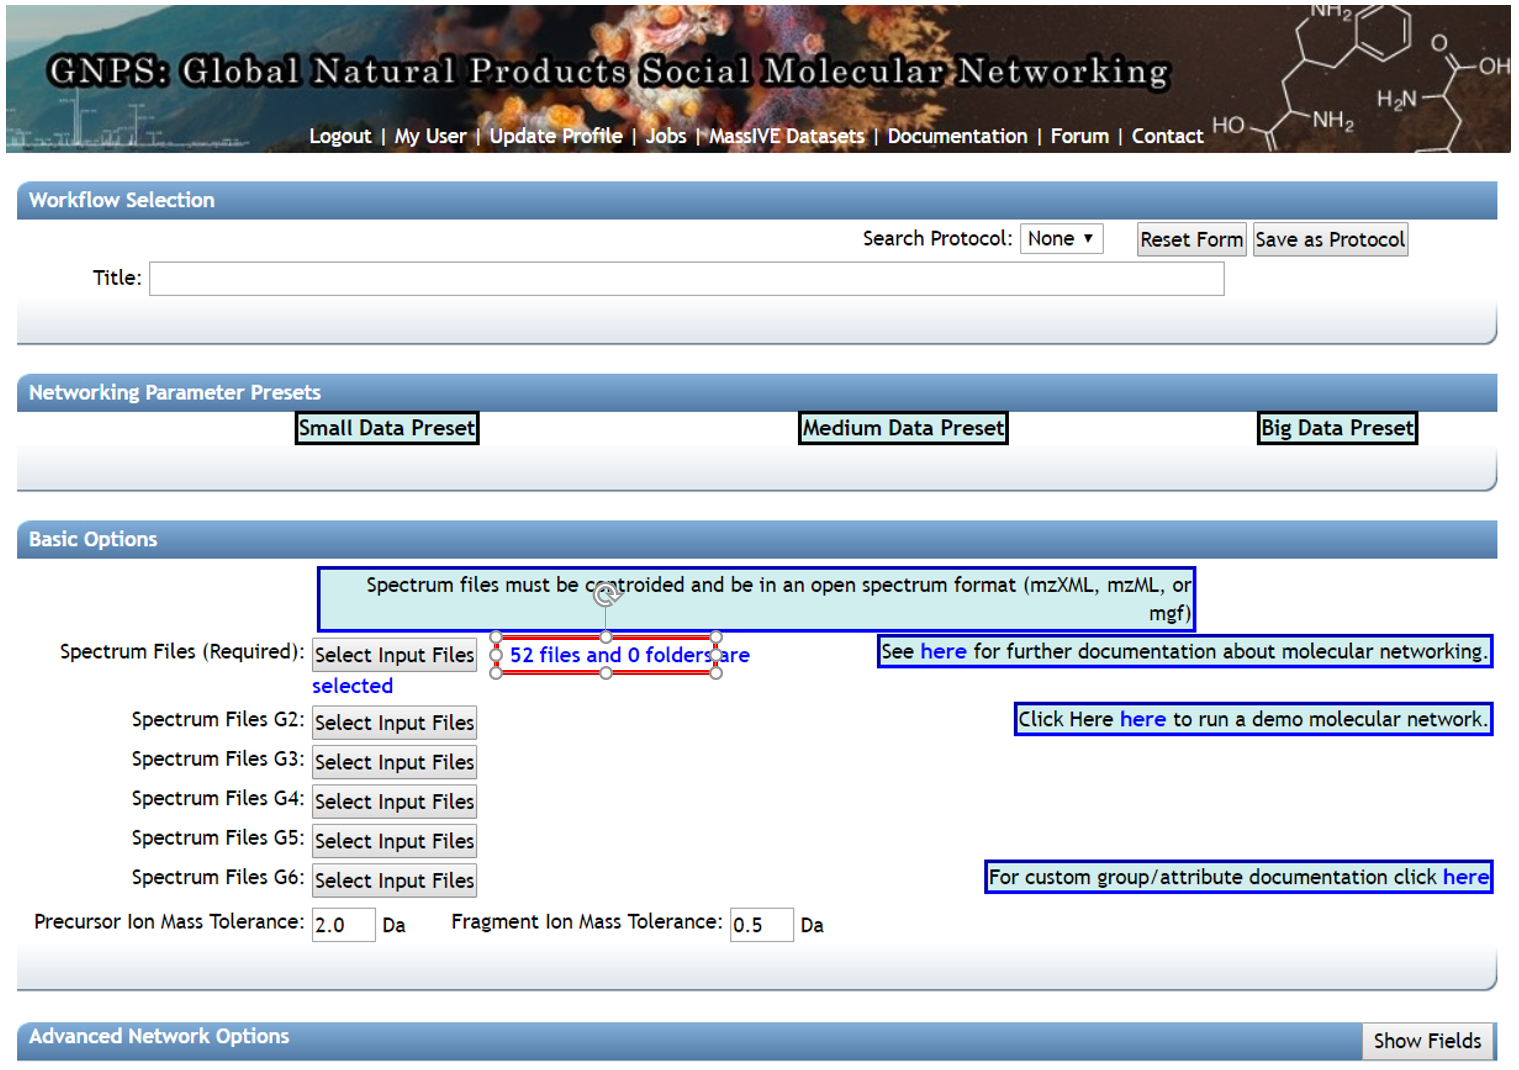 GNPS: Global Natural Products Social Molecular Networking
NH₂
O
OH
H₂N
HO
NH₂
Logout | My User | Update Profile | Jobs | MassIVE Datasets | Documentation | Forum | Contact
Workflow Selection
Search Protocol: None ▼ Reset Form Save as Protocol
Title:
Networking Parameter Presets
Small Data Preset Medium Data Preset Big Data Preset
Basic Options
Spectrum files must be centroided and be in an open spectrum format (mzXML, mzML, or
mgf)
Spectrum Files (Required): Select Input Files 52 files and 0 folders are See here for further documentation about molecular networking.
selected
Spectrum Files G2: Select Input Files Click Here here to run a demo molecular network.
Spectrum Files G3: Select Input Files
Spectrum Files G4: Select Input Files
Spectrum Files G5: Select Input Files
Spectrum Files G6: Select Input Files For custom group/attribute documentation click here
Precursor Ion Mass Tolerance: 2.0 Da Fragment Ion Mass Tolerance: 0.5 Da
Advanced Network Options Show Fields